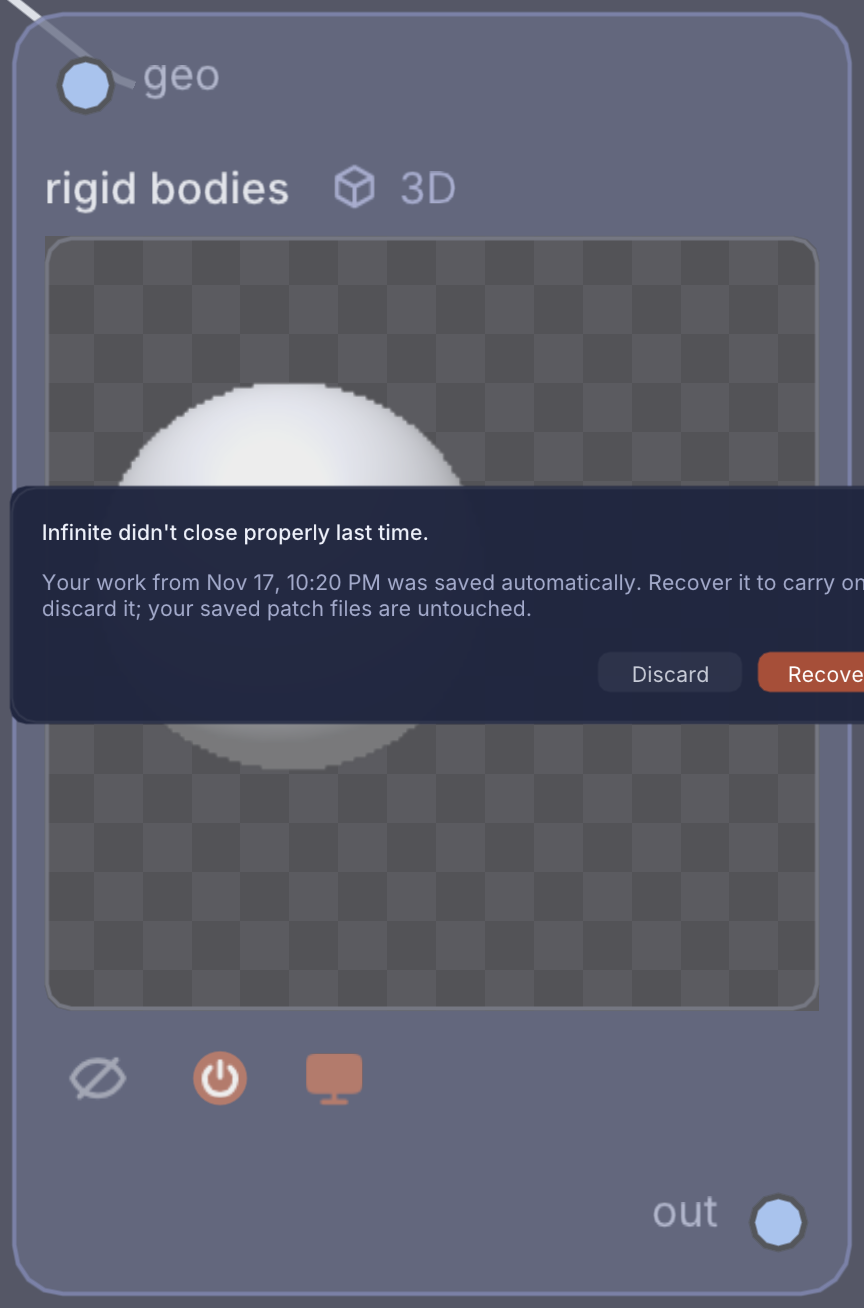 geo
rigid bodies 3D
Infinite didn't close properly last time.
Your work from Nov 17, 10:20 PM was saved automatically. Recover it to carry on
discard it; your saved patch files are untouched.
Discard Recove
out